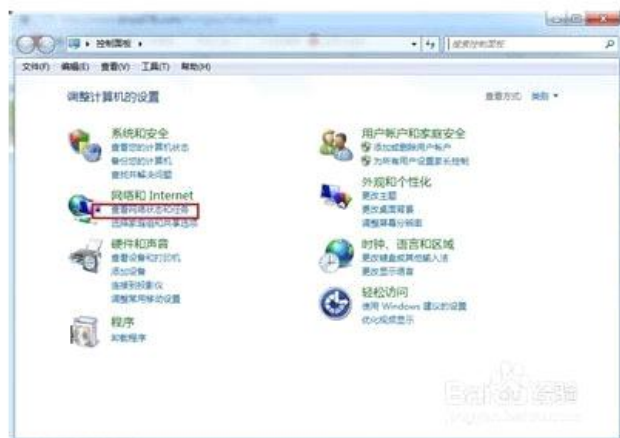 控制面板
搜索控制面板
文件(F) 编辑(E) 查看(V) 工具(T) 帮助(H)
调整计算机的设置
查看方式: 类别
系统和安全
查看您的计算机状态
备份您的计算机
查找并解决问题
网络和 Internet
查看网络状态和任务
选择家庭组和共享选项
硬件和声音
查看设备和打印机
添加设备
连接到投影仪
调整常用移动设置
程序
卸载程序
用户帐户和家庭安全
添加或删除用户帐户
为所有用户设置家长控制
外观和个性化
更改主题
更改桌面背景
调整屏幕分辨率
时钟、语言和区域
更改键盘或其他输入法
更改显示语言
轻松访问
使用 Windows 建议的设置
优化视频显示
Baidu 经验